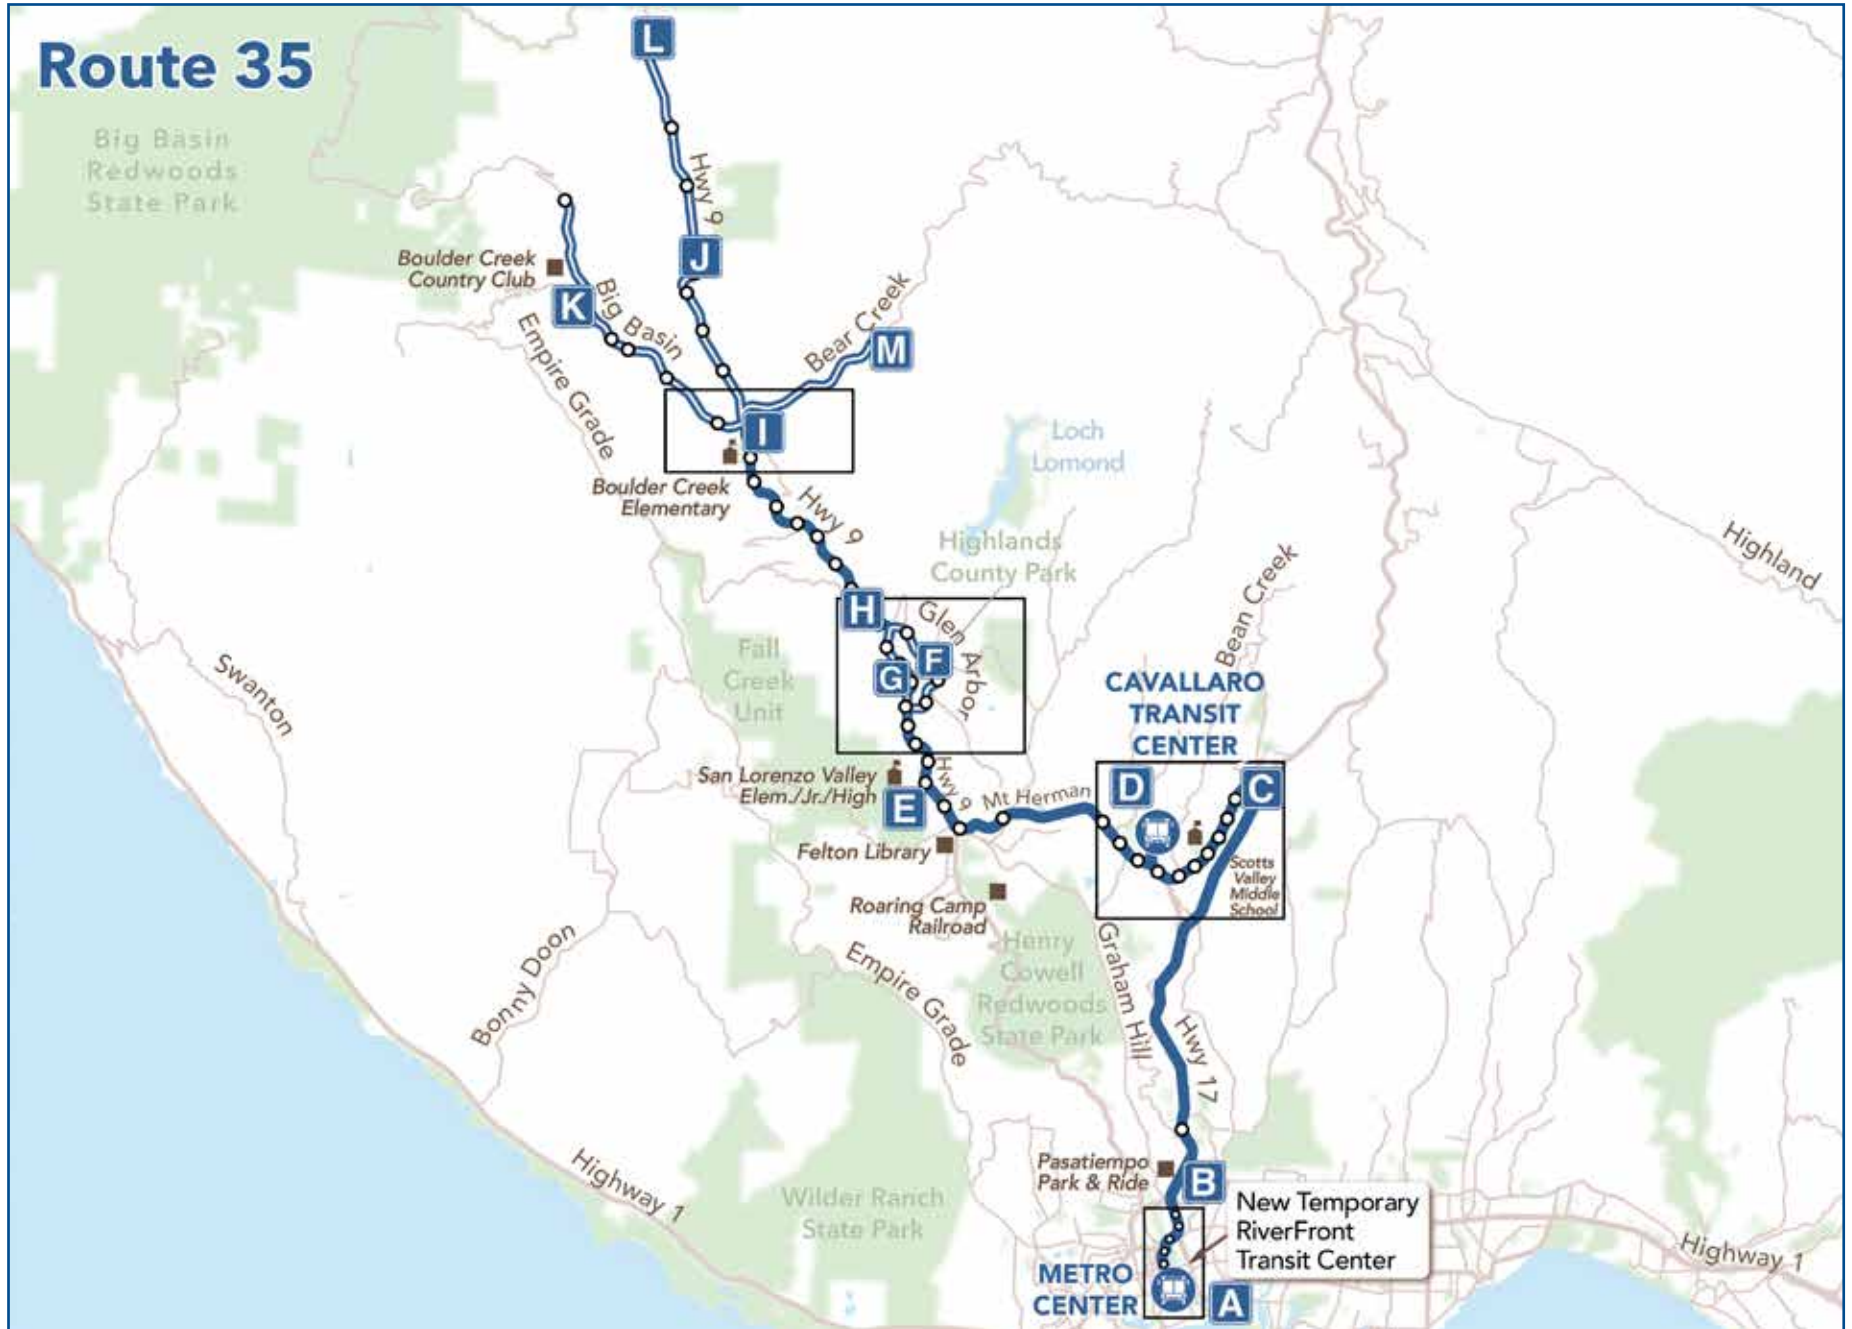 Route 35
L
Big Basin
Redwoods
State Park
Hwy 9
J
Boulder Creek
Country Club
K
Big Basin
Bear Creek
M
Empire Grade
I
Loch
Lomond
Boulder Creek
Elementary
Hwy 9
Highlands
County Park
Highland
Bean Creek
H
Glen Arbor
F
G
Fall
Creek
Unit
Swanton
CAVALLARO
TRANSIT
CENTER
San Lorenzo Valley
Elem./Jr./High
E
Hwy 9
Mt Herman
D
C
Felton Library
Scotts
Valley
Middle
School
Roaring Camp
Railroad
Henry
Cowell
Redwoods
State Park
Graham Hill
Bonny Doon
Empire Grade
Hwy 17
Highway 1
Pasatiempo
Park & Ride
B
Wilder Ranch
State Park
New Temporary
RiverFront
Transit Center
Highway 1
METRO
CENTER
A